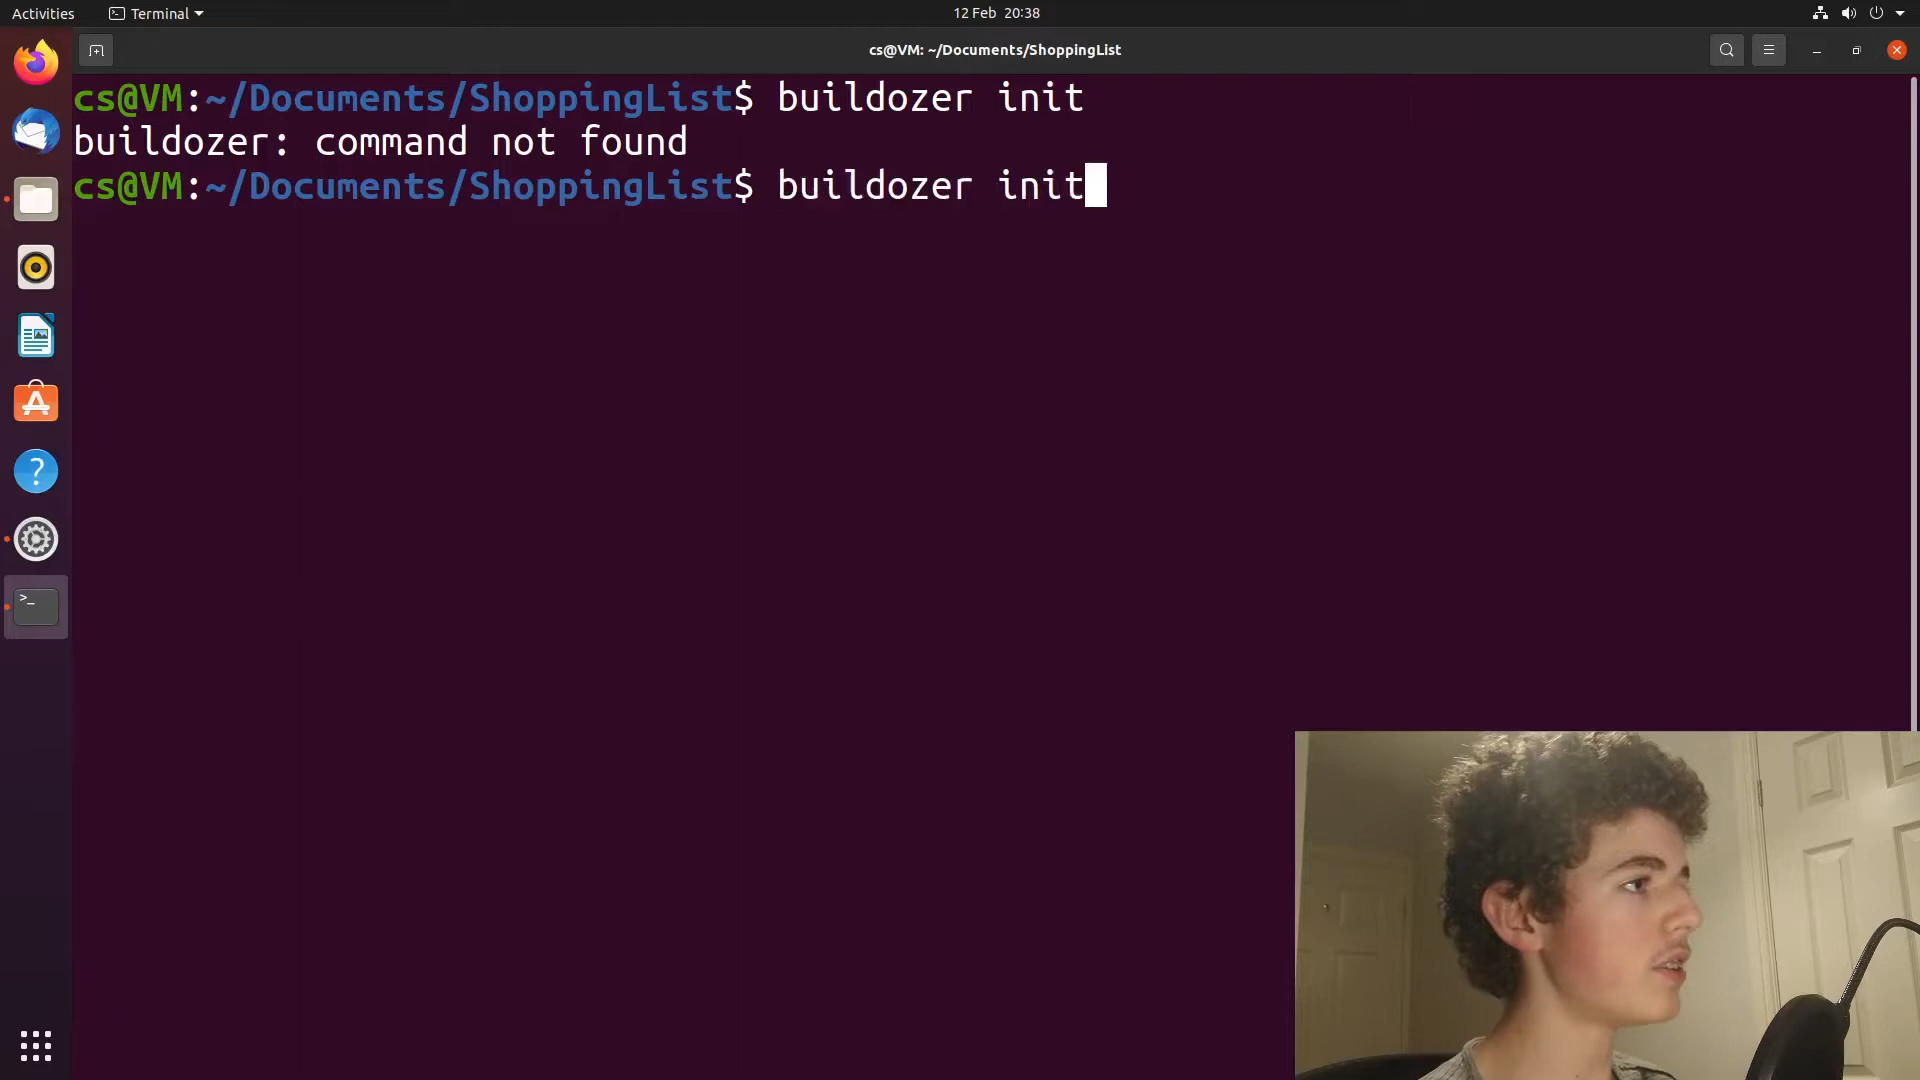 Activities
Terminal
12 Feb 20:38
cs@VM: ~/Documents/ShoppingList
cs@VM:~/Documents/ShoppingList$ buildozer init
buildozer: command not found
cs@VM:~/Documents/ShoppingList$ buildozer init